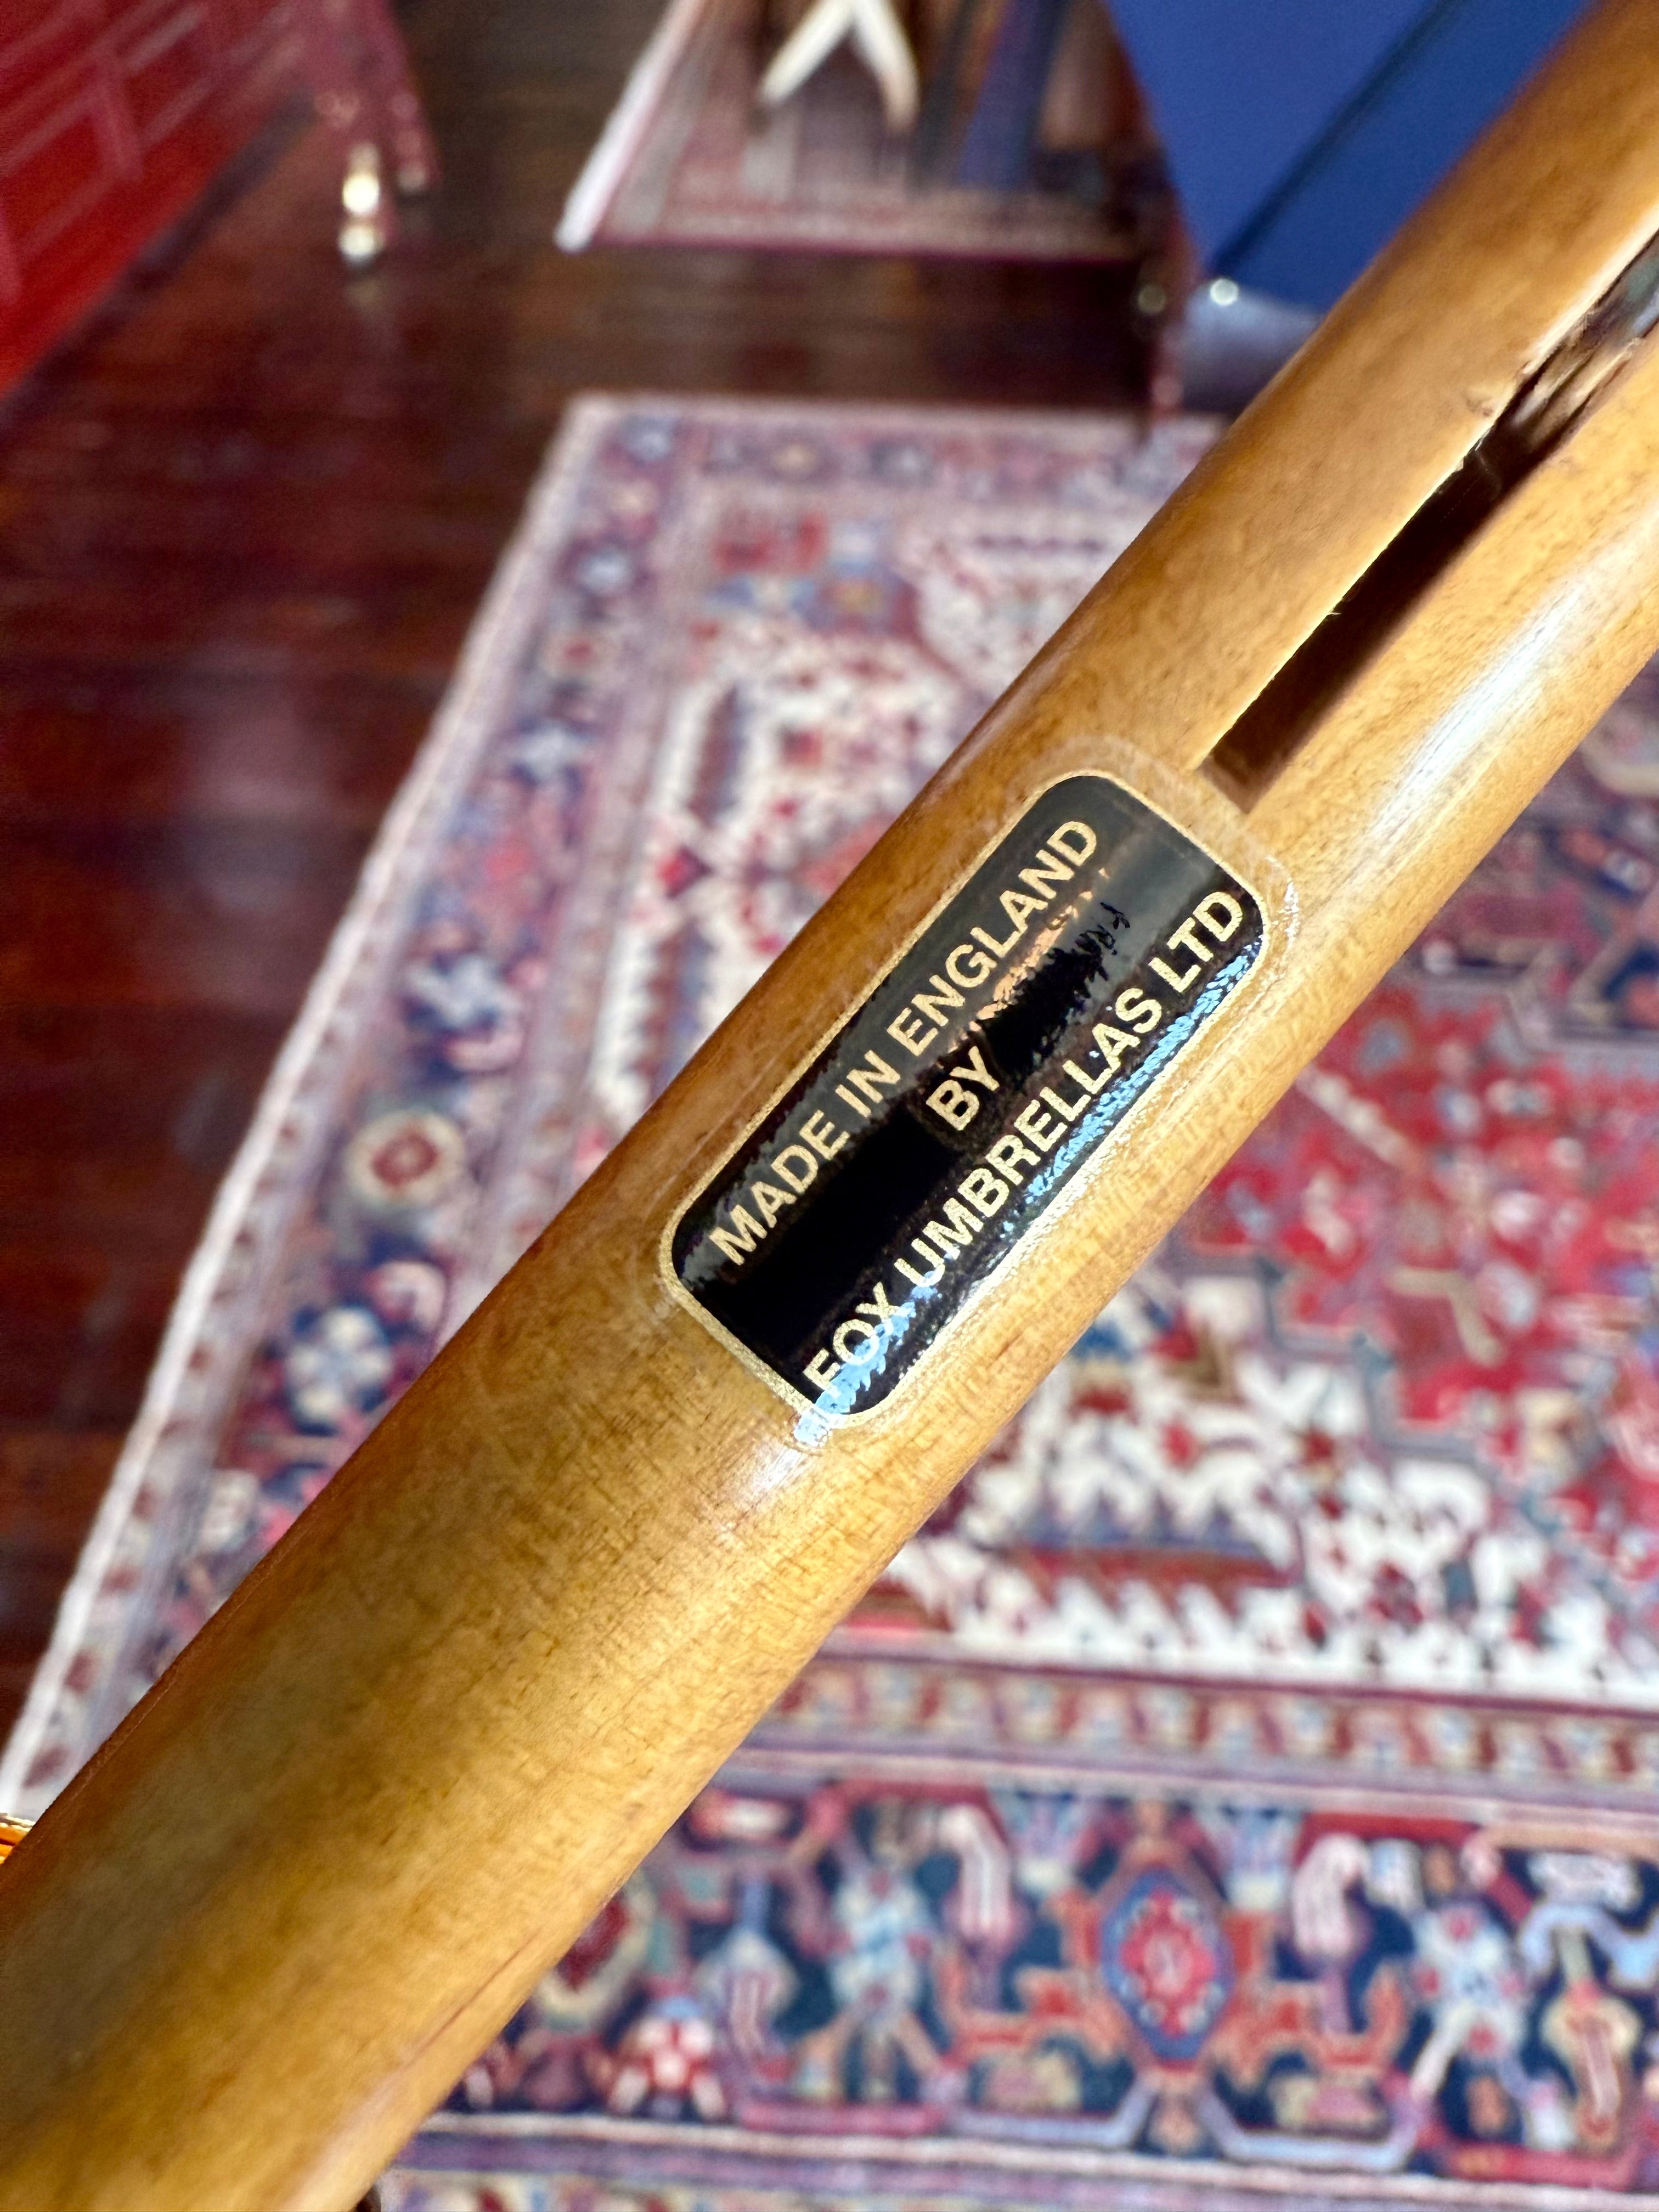 MADE IN ENGLAND
BY
FOX UMBRELLAS LTD